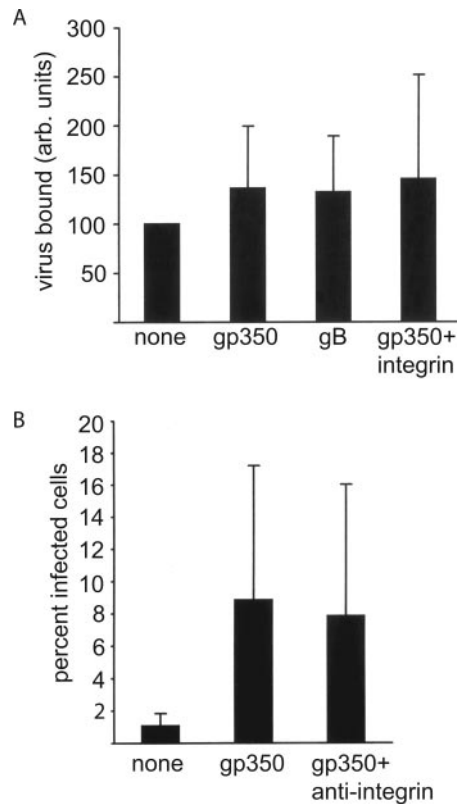 A
virus bound (arb. units)
300
250
200
150
100
50
none gp350 gB gp350+
integrin
B
percent infected cells
20
18
16
14
12
10
8
6
4
2
none gp350 gp350+
anti-integrin